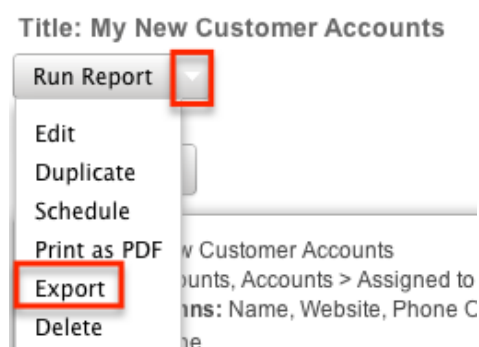 Title: My New Customer Accounts
Run Report
Edit
Duplicate
Schedule
Print as PDF
Customer Accounts
Export
Accounts > Assigned to
Name, Website, Phone
Delete